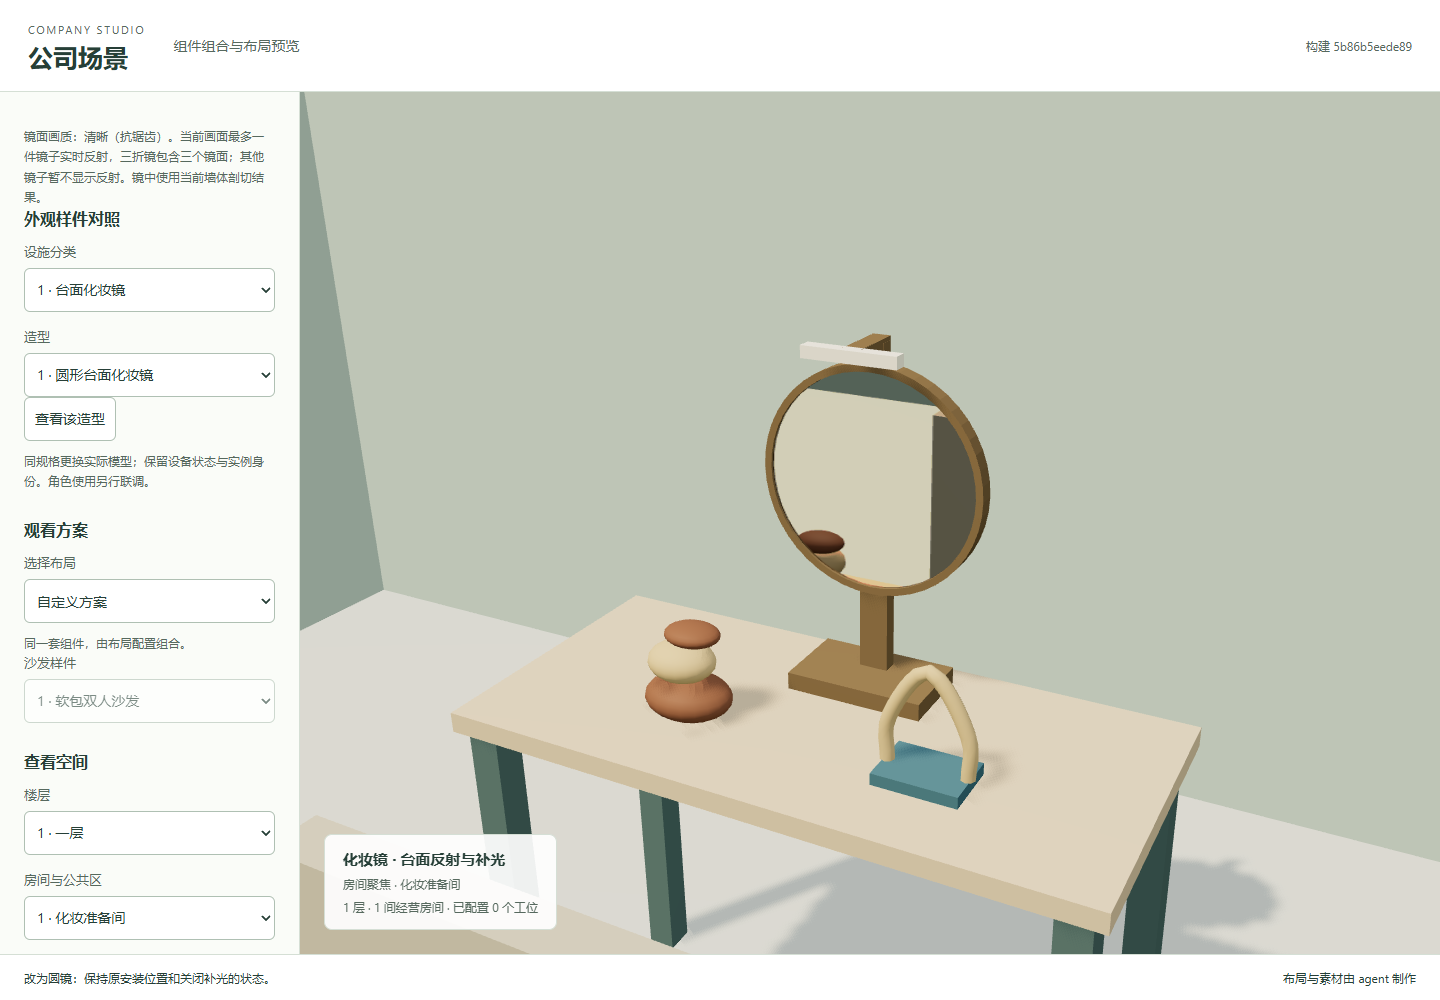 COMPANY STUDIO
公司场景
组件组合与布局预览
构建 5b86b5eede89
镜面画质：清晰（抗锯齿）。当前画面最多一
件镜子实时反射，三折镜包含三个镜面；其他
镜子暂不显示反射。镜中使用当前墙体剖切结
果。
外观样件对照
设施分类
1 · 台面化妆镜
造型
1 · 圆形台面化妆镜
查看该造型
同规格更换实际模型；保留设备状态与实例身
份。角色使用另行联调。
观看方案
选择布局
自定义方案
同一套组件，由布局配置组合。
沙发样件
1 · 软包双人沙发
查看空间
楼层
1 · 一层
房间与公共区
1 · 化妆准备间
化妆镜 · 台面反射与补光
房间聚焦 · 化妆准备间
1 层 · 1 间经营房间 · 已配置 0 个工位
改为圆镜：保持原安装位置和关闭补光的状态。
布局与素材由 agent 制作